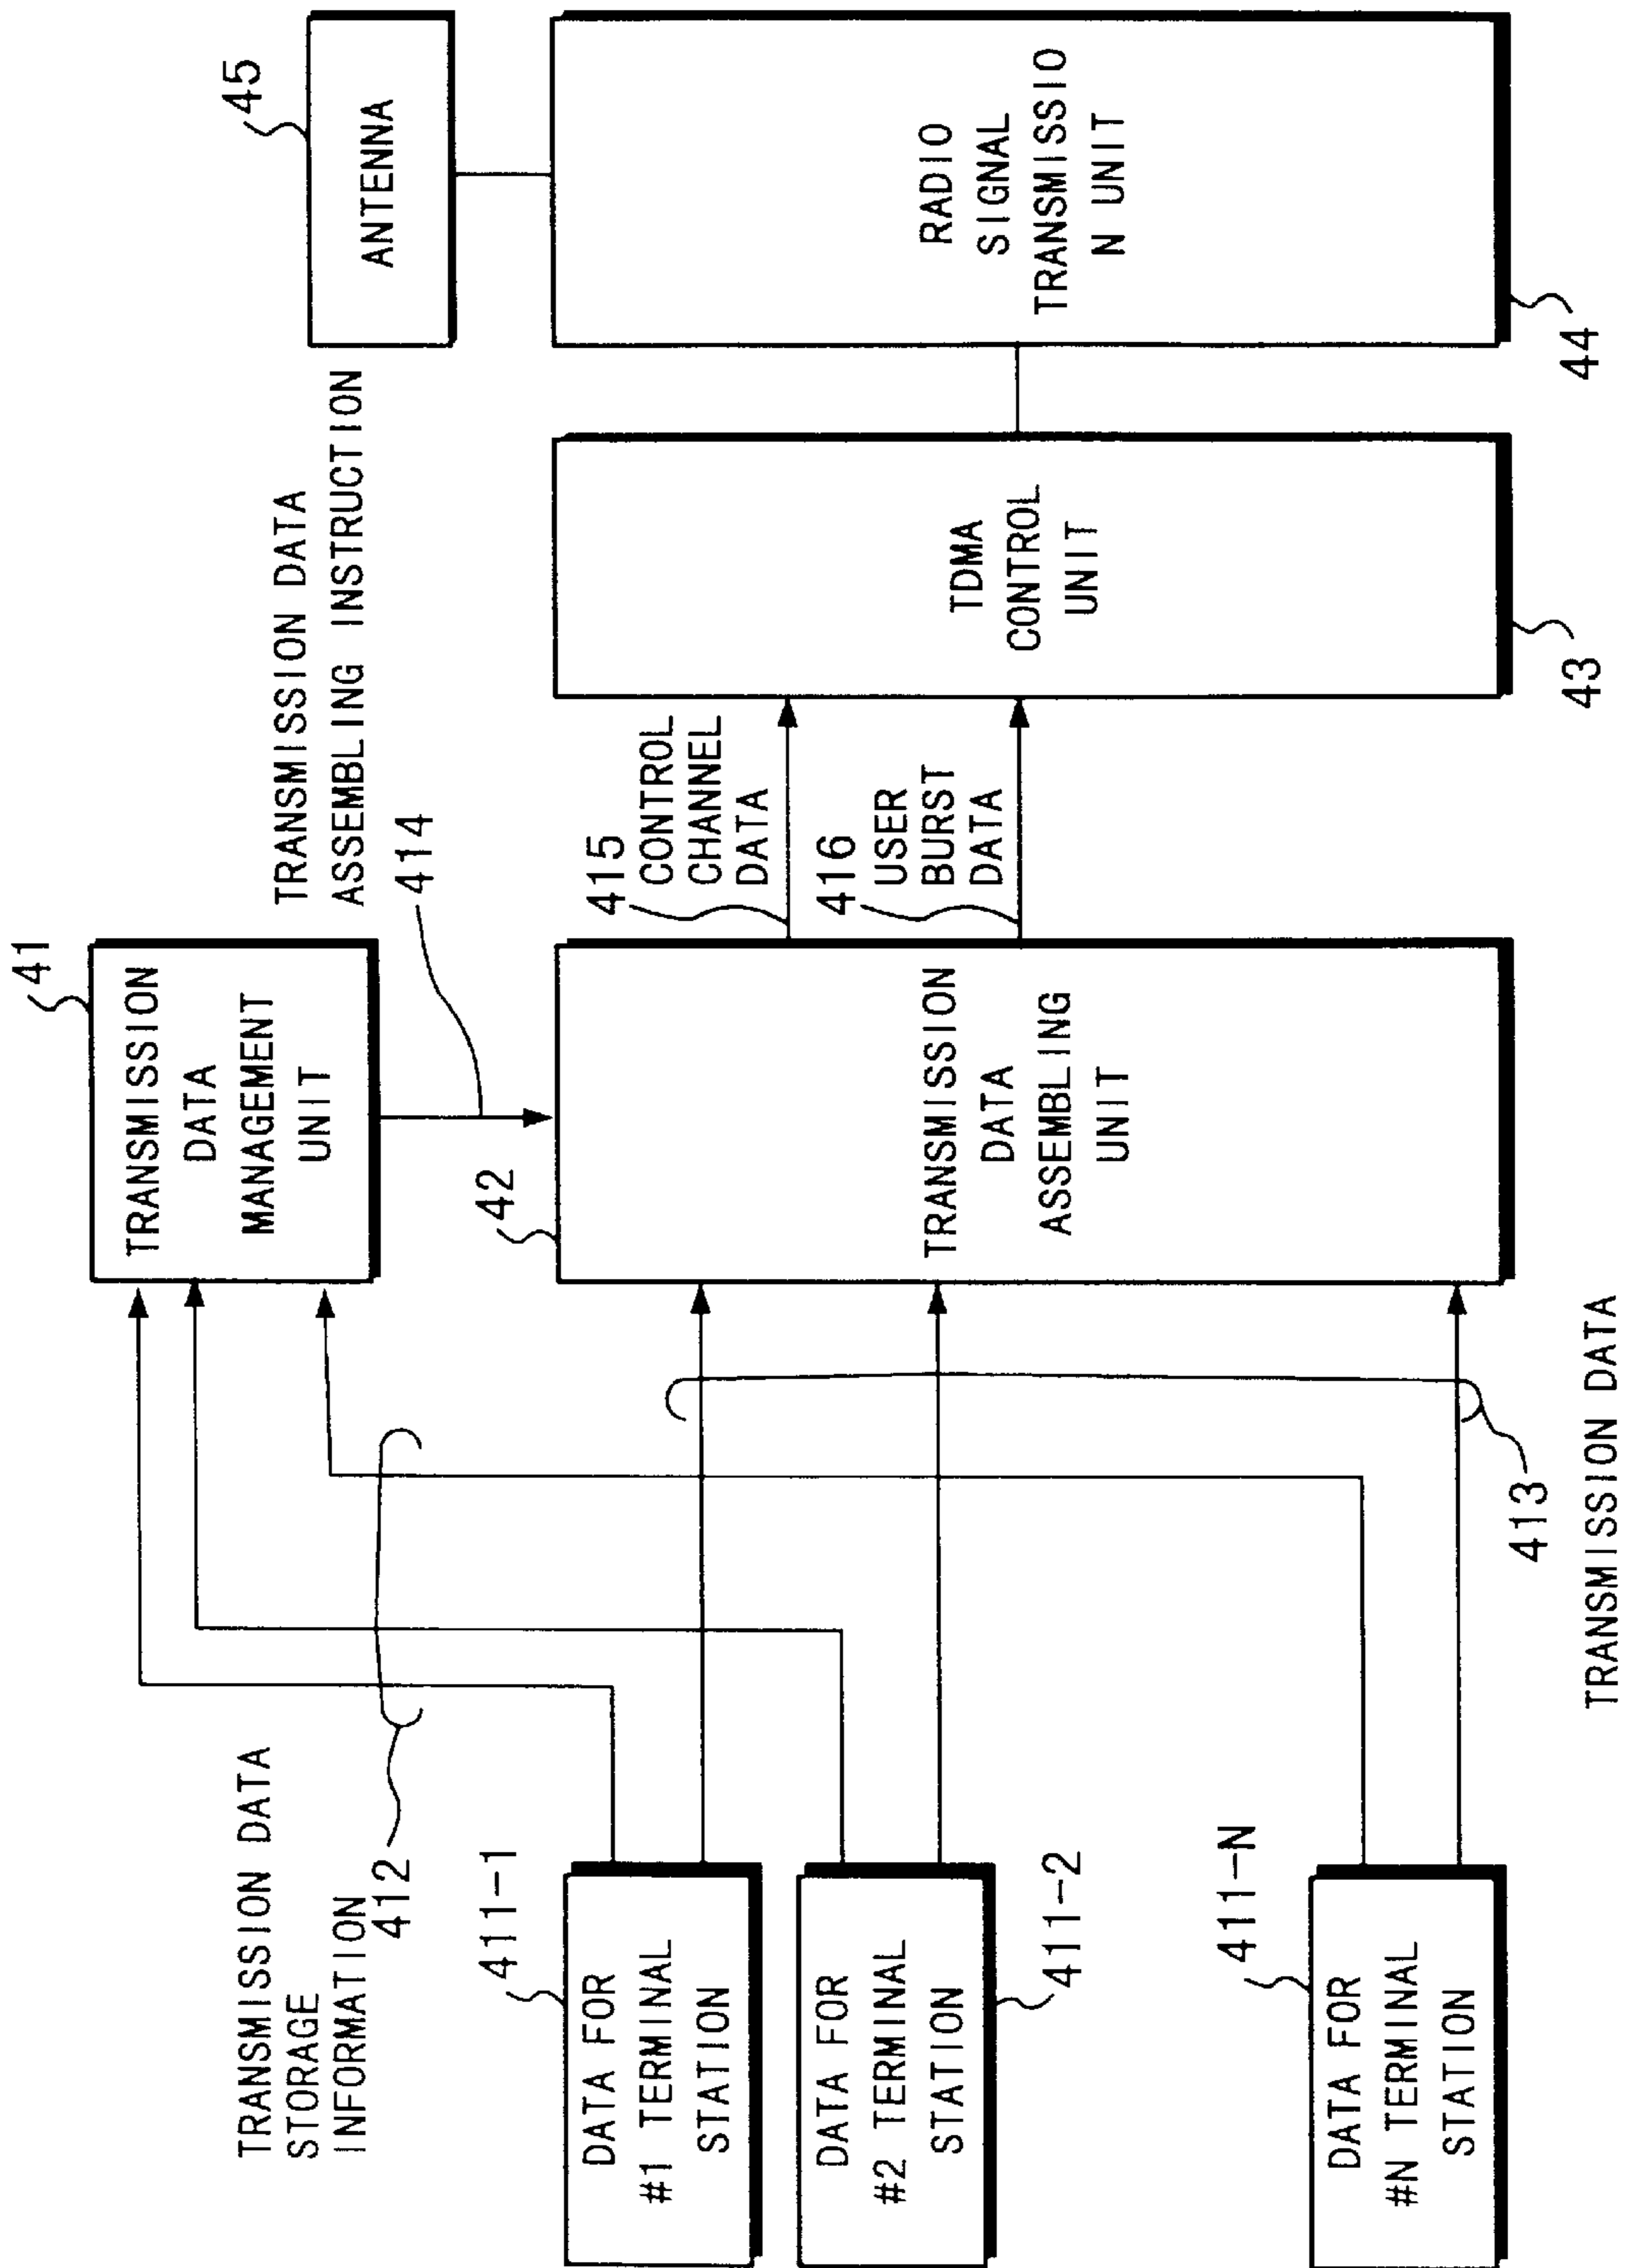 TRANSMISSION DATA
STORAGE
INFORMATION
412
411-1
DATA FOR
#1 TERMINAL
STATION
DATA FOR
#2 TERMINAL
STATION
411-2
411-N
DATA FOR
#N TERMINAL
STATION
413
TRANSMISSION DATA
41
TRANSMISSION
DATA
MANAGEMENT
UNIT
414
TRANSMISSION DATA
ASSEMBLING INSTRUCTION
42
TRANSMISSION
DATA
ASSEMBLING
UNIT
415
CONTROL
CHANNEL
DATA
416
USER
BURST
DATA
TDMA
CONTROL
UNIT
43
45
ANTENNA
RADIO
SIGNAL
TRANSMISSIO
N UNIT
44